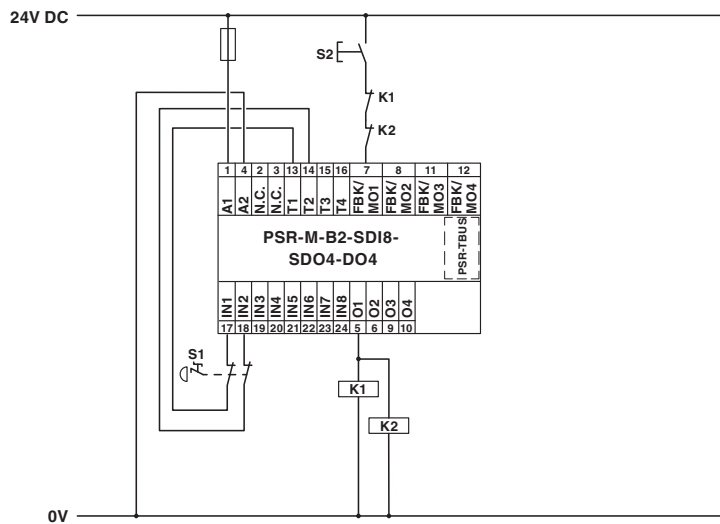 24V DC
S2
K1
K2
1 4 2 3 13 14 15 16 7 8 11 12
A1 A2 N.C. N.C. T1 T2 T3 T4 FBK/MO1 FBK/MO2 FBK/MO3 FBK/MO4
PSR-M-B2-SDI8-
SDO4-DO4
PSR-TBUS
IN1 IN2 IN3 IN4 IN5 IN6 IN7 IN8 O1 O2 O3 O4
17 18 19 20 21 22 23 24 5 6 9 10
S1
K1
K2
0V